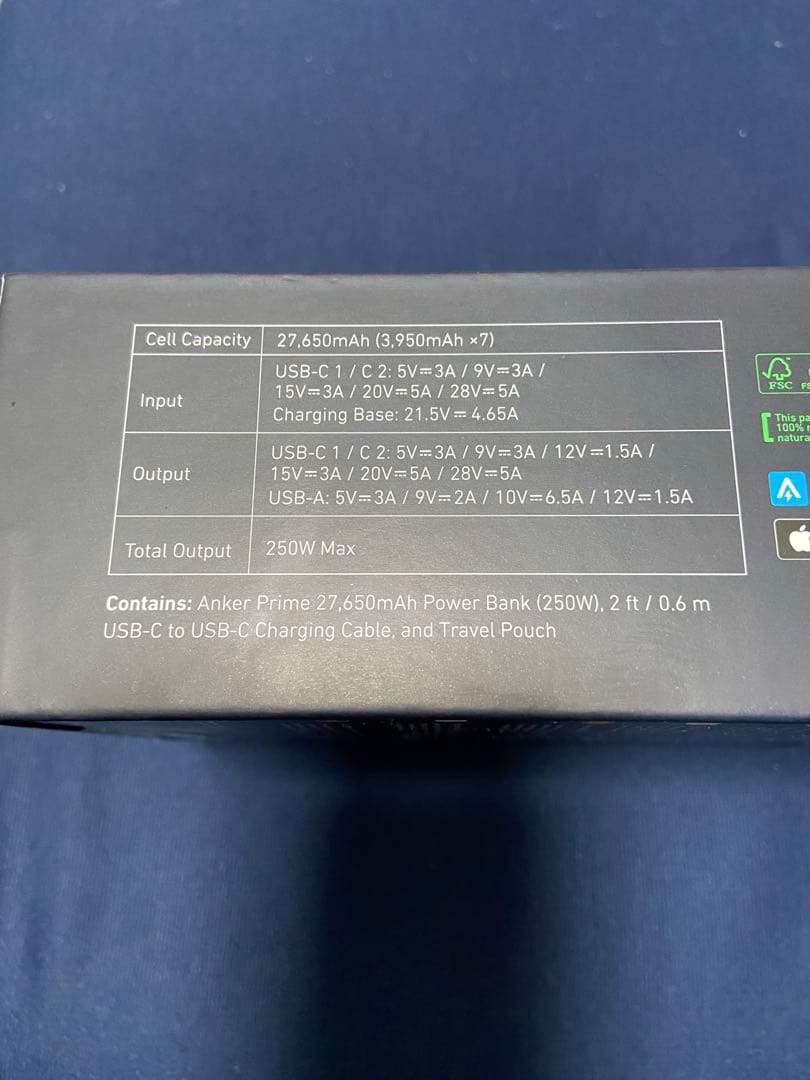 Cell Capacity 27,650mAh (3,950mAh ×7)
Input
USB-C 1 / C 2: 5V⎓3A / 9V⎓3A /
15V⎓3A / 20V⎓5A / 28V⎓5A
Charging Base: 21.5V⎓4.65A
Output
USB-C 1 / C 2: 5V⎓3A / 9V⎓3A / 12V⎓1.5A /
15V⎓3A / 20V⎓5A / 28V⎓5A
USB-A: 5V⎓3A / 9V⎓2A / 10V⎓6.5A / 12V⎓1.5A
Total Output 250W Max
Contains: Anker Prime 27,650mAh Power Bank (250W), 2 ft / 0.6 m
USB-C to USB-C Charging Cable, and Travel Pouch
FSC
This
100%